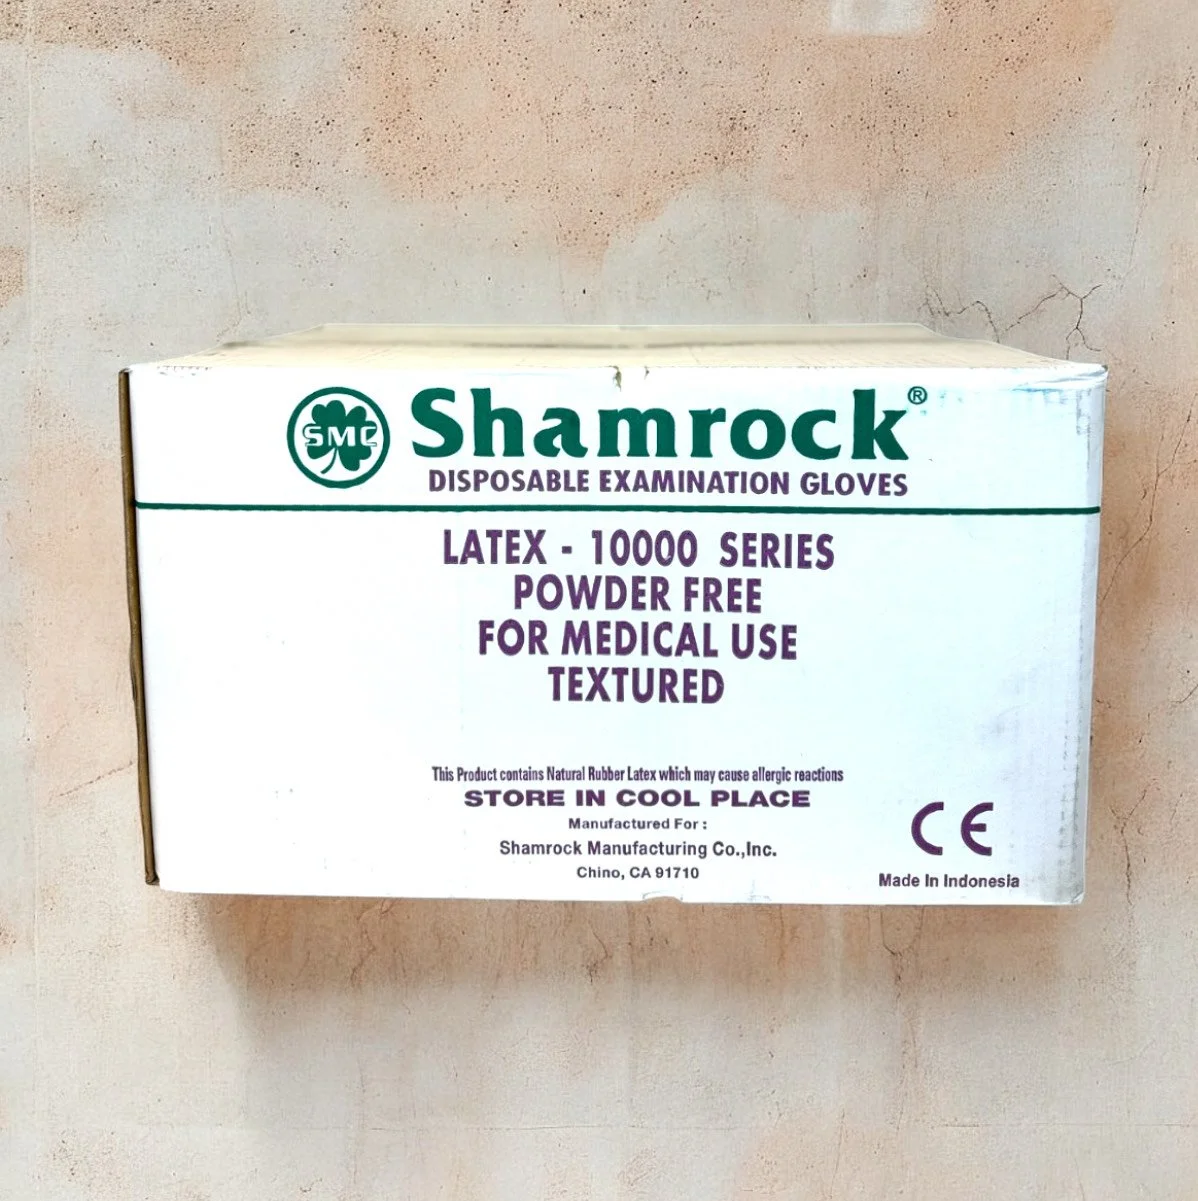 SMC
Shamrock®
DISPOSABLE EXAMINATION GLOVES
LATEX - 10000 SERIES
POWDER FREE
FOR MEDICAL USE
TEXTURED
This Product contains Natural Rubber Latex which may cause allergic reactions
STORE IN COOL PLACE
Manufactured For :
Shamrock Manufacturing Co.,Inc.
Chino, CA 91710
CE
Made In Indonesia